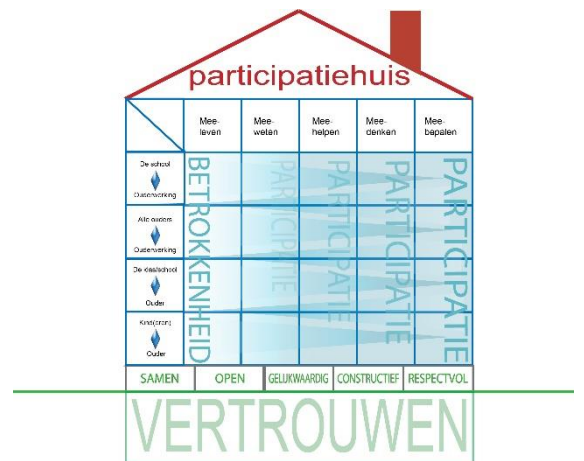 participatiehuis
Mee-
leven
Mee-
weten
Mee-
helpen
Mee-
denken
Mee-
bepalen
De school
Ouderwerking
Alle ouders
Ouderwerking
De klas/school
Ouder
Kind(eren)
Ouder
BETROKKENHEID
PARTICIPATIE
PARTICIPATIE
PARTICIPATIE
PARTICIPATIE
SAMEN
OPEN
GELIJKWAARDIG
CONSTRUCTIEF
RESPECTVOL
VERTROUWEN